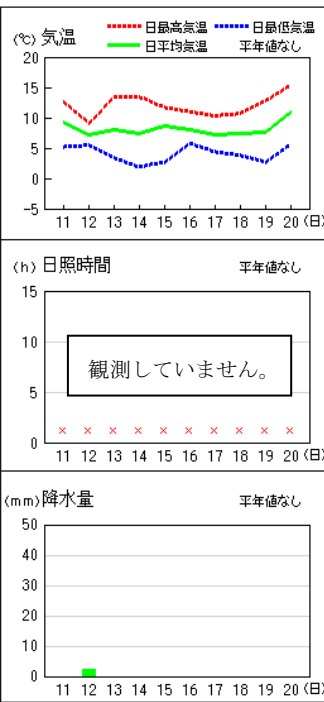 (℃) 気温
日最高気温 日最低気温
日平均気温 平年値なし
20
15
10
5
0
-5
11 12 13 14 15 16 17 18 19 20 (日)
(h) 日照時間 平年値なし
15
10
観測していません。
5
0
11 12 13 14 15 16 17 18 19 20 (日)
(mm)降水量 平年値なし
50
40
30
20
10
0
11 12 13 14 15 16 17 18 19 20 (日)